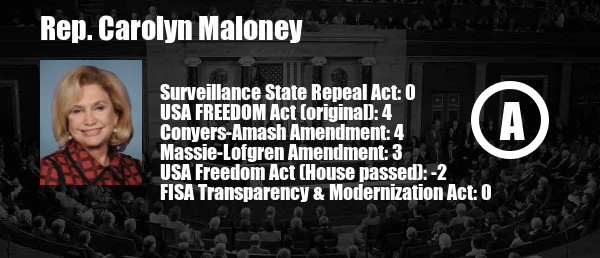 Rep. Carolyn Maloney
Surveillance State Repeal Act: 0
USA FREEDOM Act (original): 4
Conyers-Amash Amendment: 4
Massie-Lofgren Amendment: 3
USA Freedom Act (House passed): -2
FISA Transparency & Modernization Act: 0
A